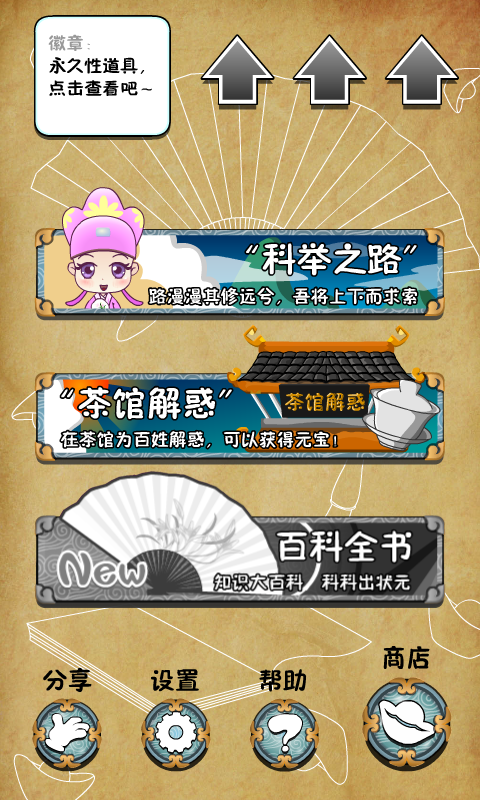 徽章:
永久性道具，
点击查看吧~
“科举之路”
路漫漫其修远兮，吾将上下而求索
“茶馆解惑”
茶馆解惑
在茶馆为百姓解惑，可以获得元宝！
百科全书
New
知识大百科 科科出状元
分享
设置
帮助
商店